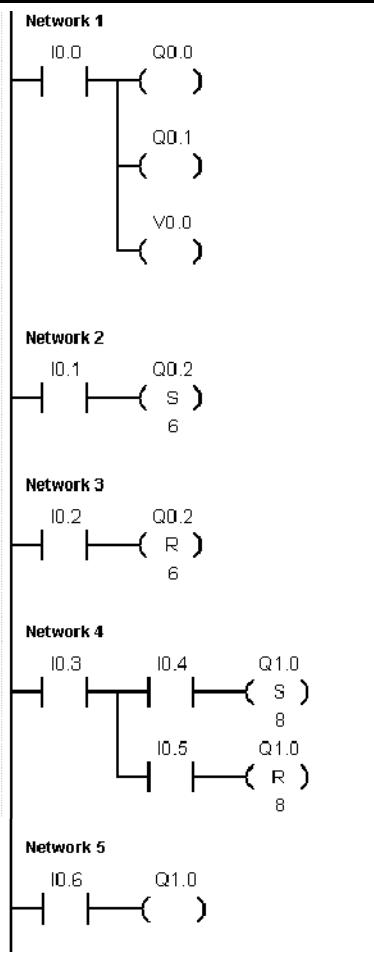 Network 1
I0.0 Q0.0
Q0.1
V0.0
Network 2
I0.1 Q0.2
S
6
Network 3
I0.2 Q0.2
R
6
Network 4
I0.3 I0.4 Q1.0
S
8
I0.5 Q1.0
R
8
Network 5
I0.6 Q1.0